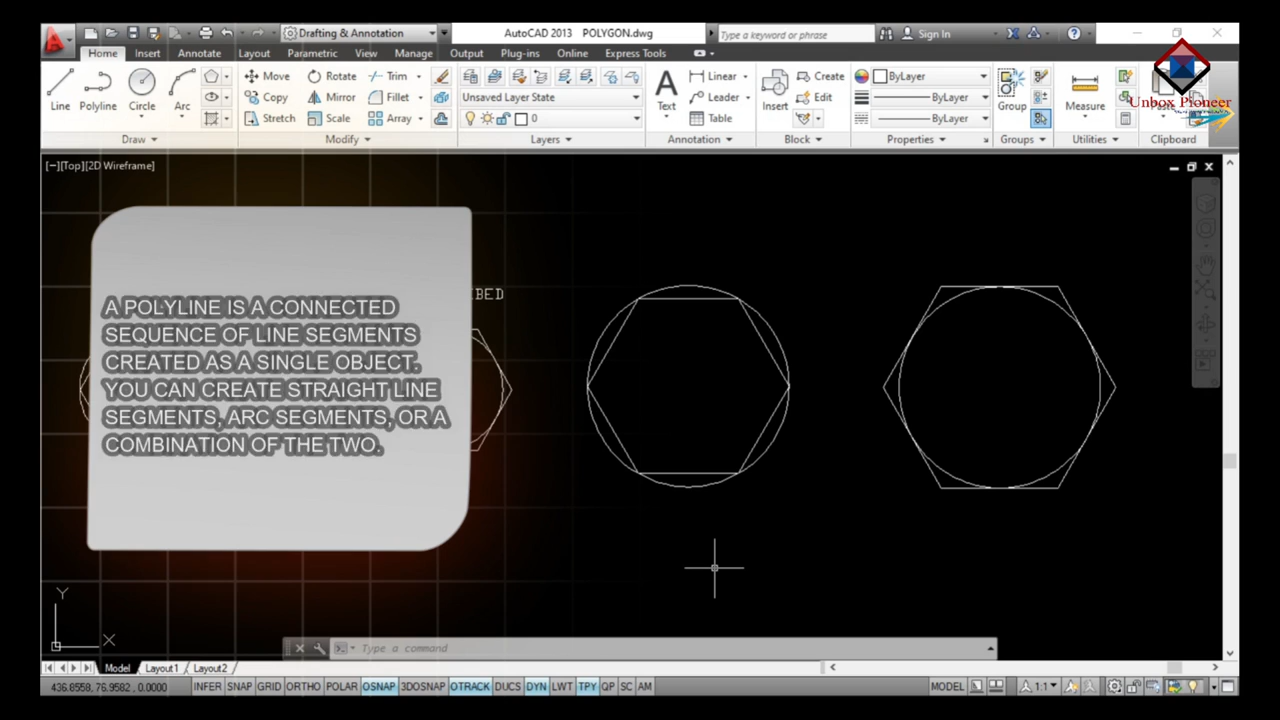 Drafting & Annotation
AutoCAD 2013 POLYGON.dwg
Type a keyword or phrase
Sign In
Home Insert Annotate Layout Parametric View Manage Output Plug-ins Online Express Tools
Line Polyline Circle Arc
Move Rotate Trim
Copy Mirror Fillet
Stretch Scale Array
Unsaved Layer State
0
Text
Linear
Leader
Table
Insert
Create
Edit
ByLayer
ByLayer
ByLayer
Group
Measure
Unbox Pioneer
Draw Modify Layers Annotation Block Properties Groups Utilities Clipboard
[−][Top][2D Wireframe]
BED
A POLYLINE IS A CONNECTED
SEQUENCE OF LINE SEGMENTS
CREATED AS A SINGLE OBJECT.
YOU CAN CREATE STRAIGHT LINE
SEGMENTS, ARC SEGMENTS, OR A
COMBINATION OF THE TWO.
Y
X
Type a command
Model Layout1 Layout2
436.8558, 76.9582 , 0.0000
INFER SNAP GRID ORTHO POLAR OSNAP 3DOSNAP OTRACK DUCS DYN LWT TPY QP SC AM
MODEL
1:1